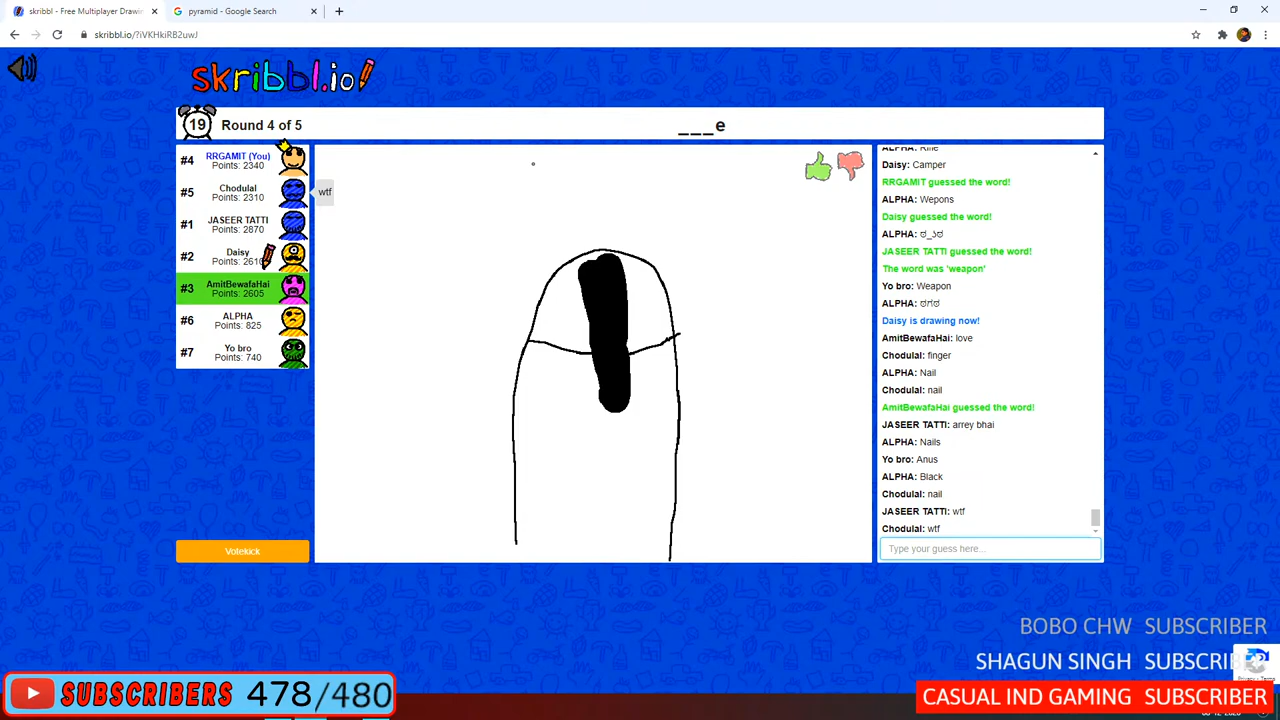 skribbl - Free Multiplayer Drawin
pyramid - Google Search
skribbl.io/?iVKHkiRB2uwJ
skribbl.io
19
Round 4 of 5
___e
#4 RRGAMIT (You)
Points: 2340
#5 Chodulal
Points: 2310
wtf
#1 JASEER TATTI
Points: 2870
#2 Daisy
Points: 2610
#3 AmitBewafaHai
Points: 2605
#6 ALPHA
Points: 825
#7 Yo bro
Points: 740
Votekick
ALPHA: Rifle
Daisy: Camper
RRGAMIT guessed the word!
ALPHA: Wepons
Daisy guessed the word!
JASEER TATTI guessed the word!
The word was 'weapon'
Yo bro: Weapon
Daisy is drawing now!
AmitBewafaHai: love
Chodulal: finger
ALPHA: Nail
Chodulal: nail
AmitBewafaHai guessed the word!
JASEER TATTI: arrey bhai
ALPHA: Nails
Yo bro: Anus
ALPHA: Black
Chodulal: nail
JASEER TATTI: wtf
Chodulal: wtf
Type your guess here...
BOBO CHW SUBSCRIBER
SHAGUN SINGH
CASUAL IND GAMING SUBSCRIBER
SUBSCRIBERS 478/480